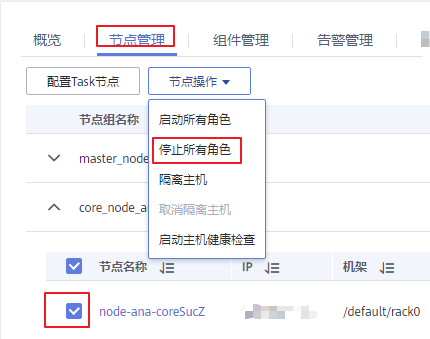 概览 节点管理 组件管理 告警管理
配置Task节点 节点操作
节点组名称
启动所有角色
停止所有角色
master_node
隔离主机
取消隔离主机
core_node_a
启动主机健康检查
节点名称 IP 机架
node-ana-coreSucZ /default/rack0